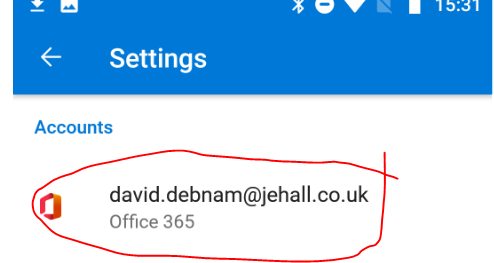 15:31
Settings
Accounts
david.debnam@jehall.co.uk
Office 365